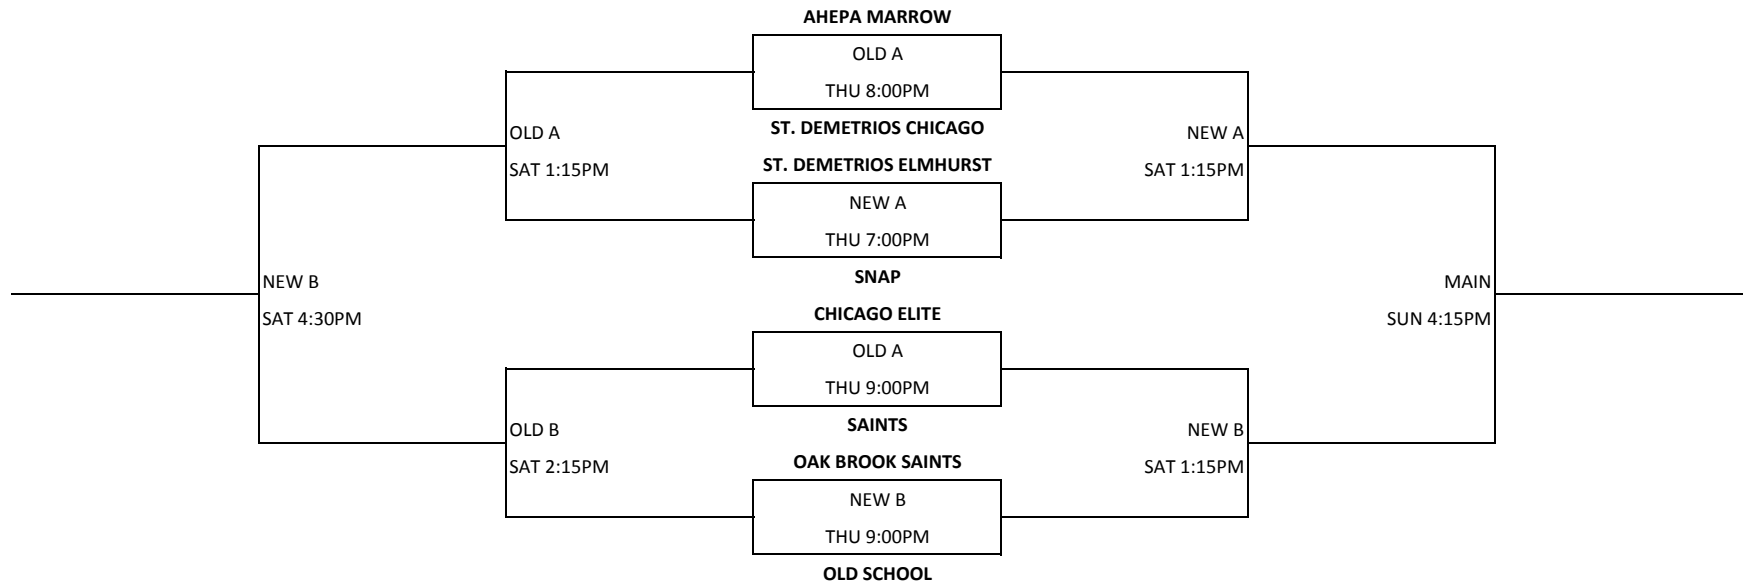 AHEPA MARROW
OLD A
THU 8:00PM
ST. DEMETRIOS CHICAGO
OLD A
SAT 1:15PM
NEW A
SAT 1:15PM
ST. DEMETRIOS ELMHURST
NEW A
THU 7:00PM
SNAP
NEW B
SAT 4:30PM
MAIN
SUN 4:15PM
CHICAGO ELITE
OLD A
THU 9:00PM
SAINTS
OLD B
SAT 2:15PM
NEW B
SAT 1:15PM
OAK BROOK SAINTS
NEW B
THU 9:00PM
OLD SCHOOL